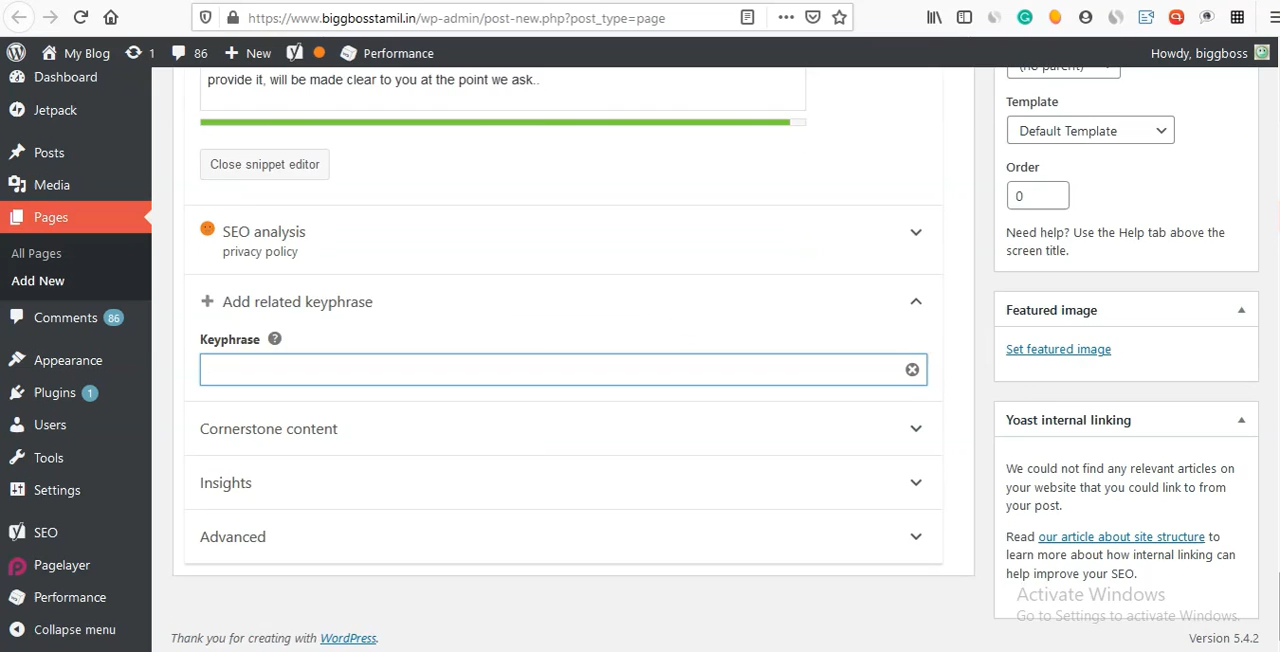 https://www.biggbosstamil.in/wp-admin/post-new.php?post_type=page
My Blog 1 86 New Performance Howdy, biggboss
Dashboard
Jetpack
Posts
Media
Pages
All Pages
Add New
Comments 86
Appearance
Plugins 1
Users
Tools
Settings
SEO
Pagelayer
Performance
Collapse menu
provide it, will be made clear to you at the point we ask..
Close snippet editor
SEO analysis
privacy policy
Add related keyphrase
Keyphrase
Cornerstone content
Insights
Advanced
Thank you for creating with WordPress.
(no parent)
Template
Default Template
Order
0
Need help? Use the Help tab above the
screen title.
Featured image
Set featured image
Yoast internal linking
We could not find any relevant articles on
your website that you could link to from
your post.
Read our article about site structure to
learn more about how internal linking can
help improve your SEO.
Activate Windows
Go to Settings to activate Windows.
Version 5.4.2